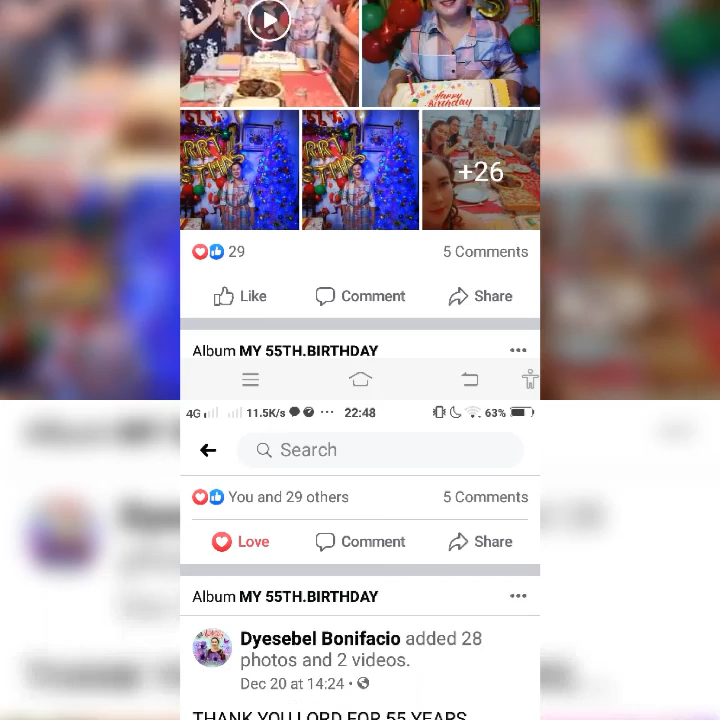 Happy
Birthday
+26
29
5 Comments
Like
Comment
Share
Album MY 55TH.BIRTHDAY
4G
11.5K/s
22:48
63%
Search
You and 29 others
5 Comments
Love
Comment
Share
Album MY 55TH.BIRTHDAY
Dyesebel Bonifacio added 28
photos and 2 videos.
Dec 20 at 14:24
THANK YOU LORD FOR 55 YEARS